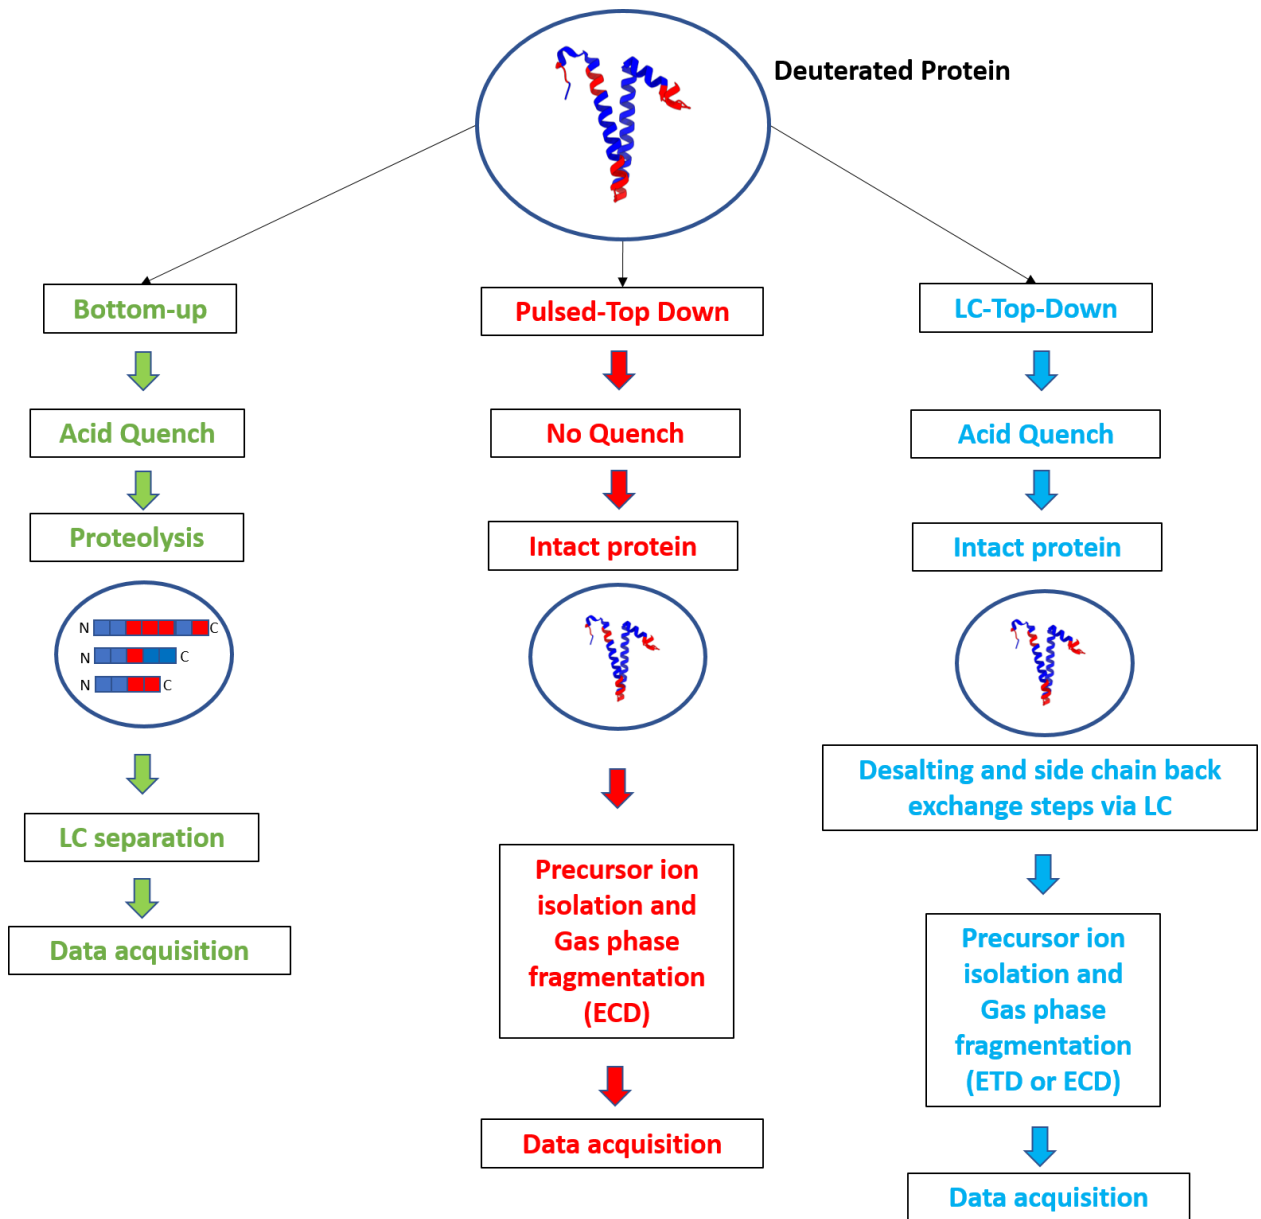 Deuterated Protein
Bottom-up
Acid Quench
Proteolysis
N C
N C
N C
LC separation
Data acquisition
Pulsed-Top Down
No Quench
Intact protein
Precursor ion
isolation and
Gas phase
fragmentation
(ECD)
Data acquisition
LC-Top-Down
Acid Quench
Intact protein
Desalting and side chain back
exchange steps via LC
Precursor ion
isolation and
Gas phase
fragmentation
(ETD or ECD)
Data acquisition